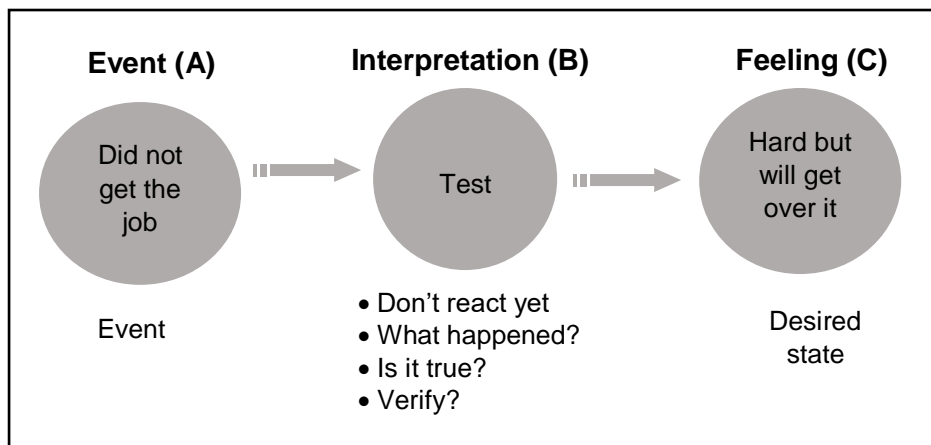 Event (A)
Interpretation (B)
Feeling (C)
Did not
get the
job
Test
Hard but
will get
over it
Event
• Don’t react yet
• What happened?
• Is it true?
• Verify?
Desired
state